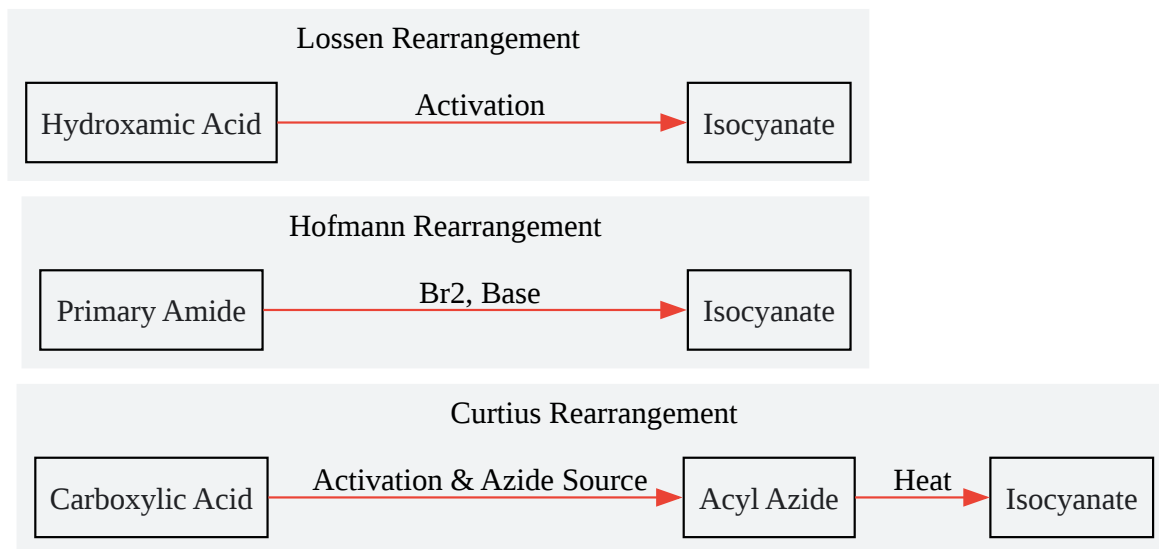 Lossen Rearrangement
Hydroxamic Acid
Activation
Isocyanate
Hofmann Rearrangement
Primary Amide
Br2, Base
Isocyanate
Curtius Rearrangement
Carboxylic Acid
Activation & Azide Source
Acyl Azide
Heat
Isocyanate